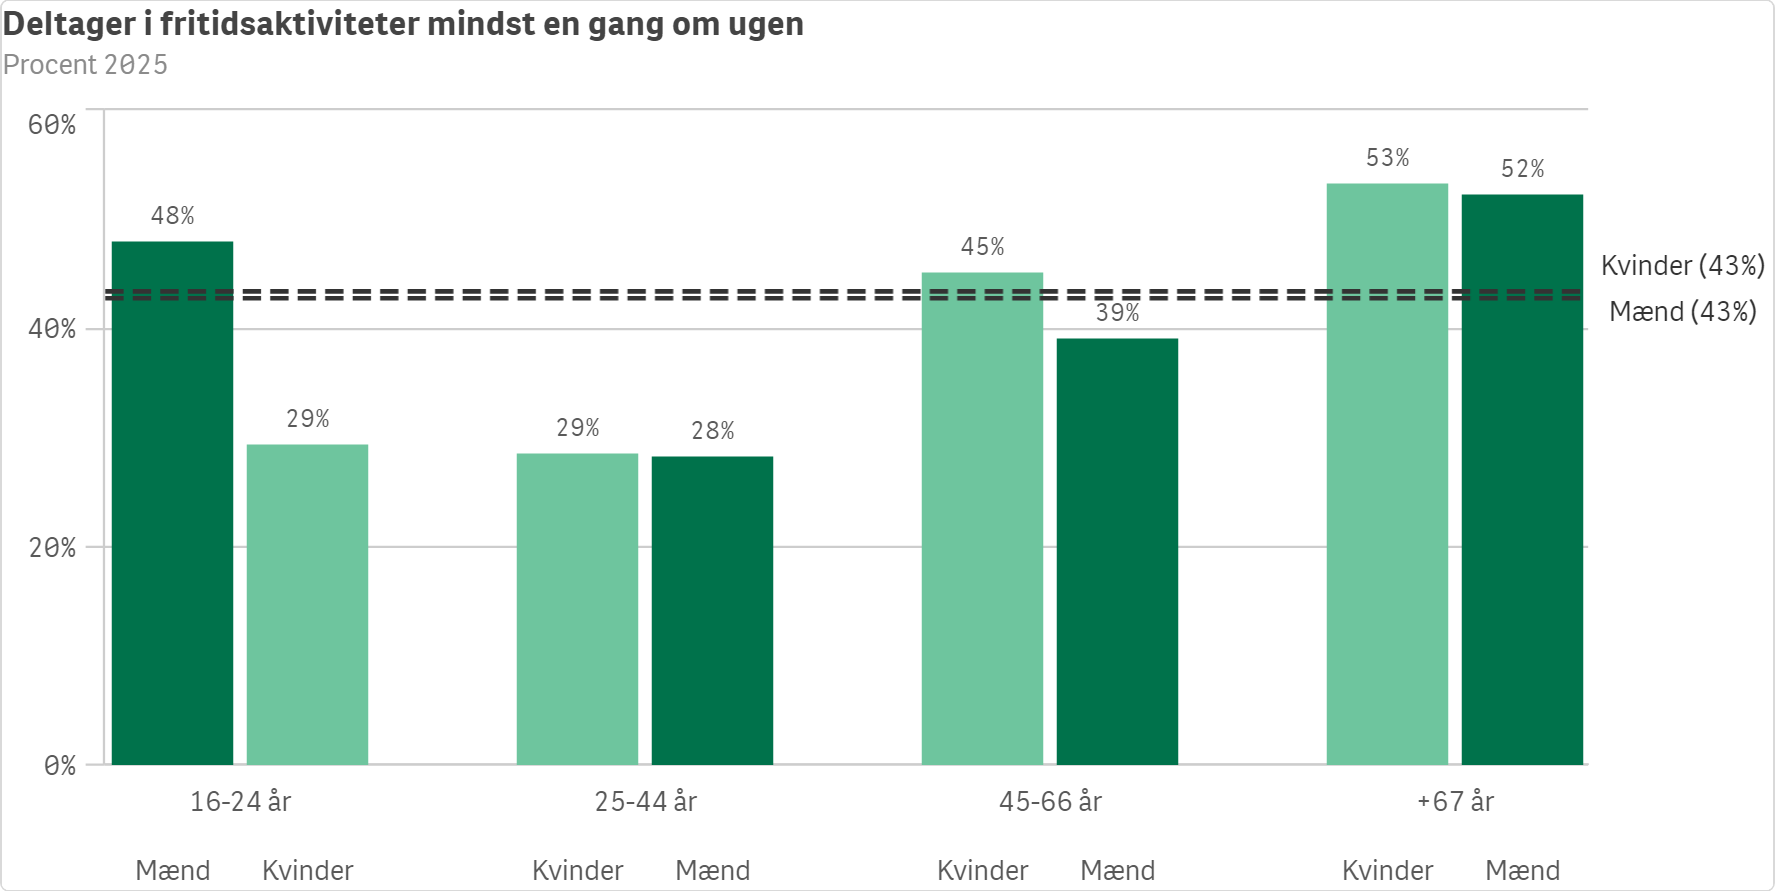 Deltager i fritidsaktiviteter mindst en gang om ugen
Procent 2025
60%
40%
20%
0%
48%
29%
29%
28%
45%
39%
53%
52%
Kvinder (43%)
Mænd (43%)
16-24 år
25-44 år
45-66 år
+67 år
Mænd
Kvinder
Kvinder
Mænd
Kvinder
Mænd
Kvinder
Mænd